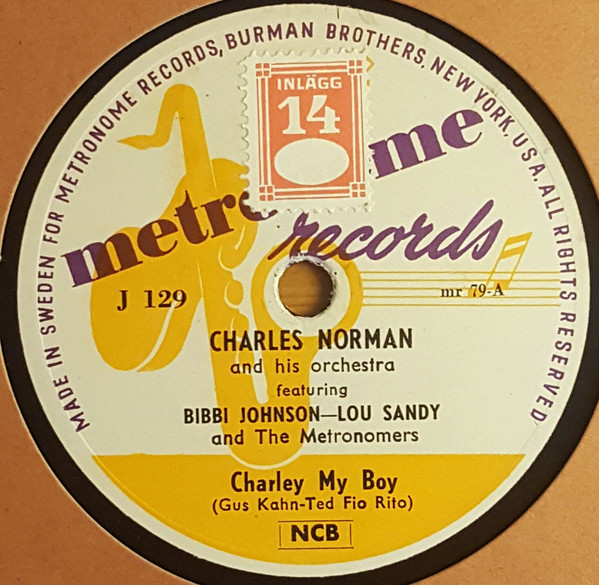 MADE IN SWEDEN FOR METRONOME RECORDS, BURMAN BROTHERS, NEW YORK. U.S.A. ALL RIGHTS RESERVED
INLÄGG
14
metro me
records
J 129
mr 79-A
CHARLES NORMAN
and his orchestra
featuring
BIBBI JOHNSON—LOU SANDY
and The Metronomers
Charley My Boy
(Gus Kahn-Ted Fio Rito)
NCB